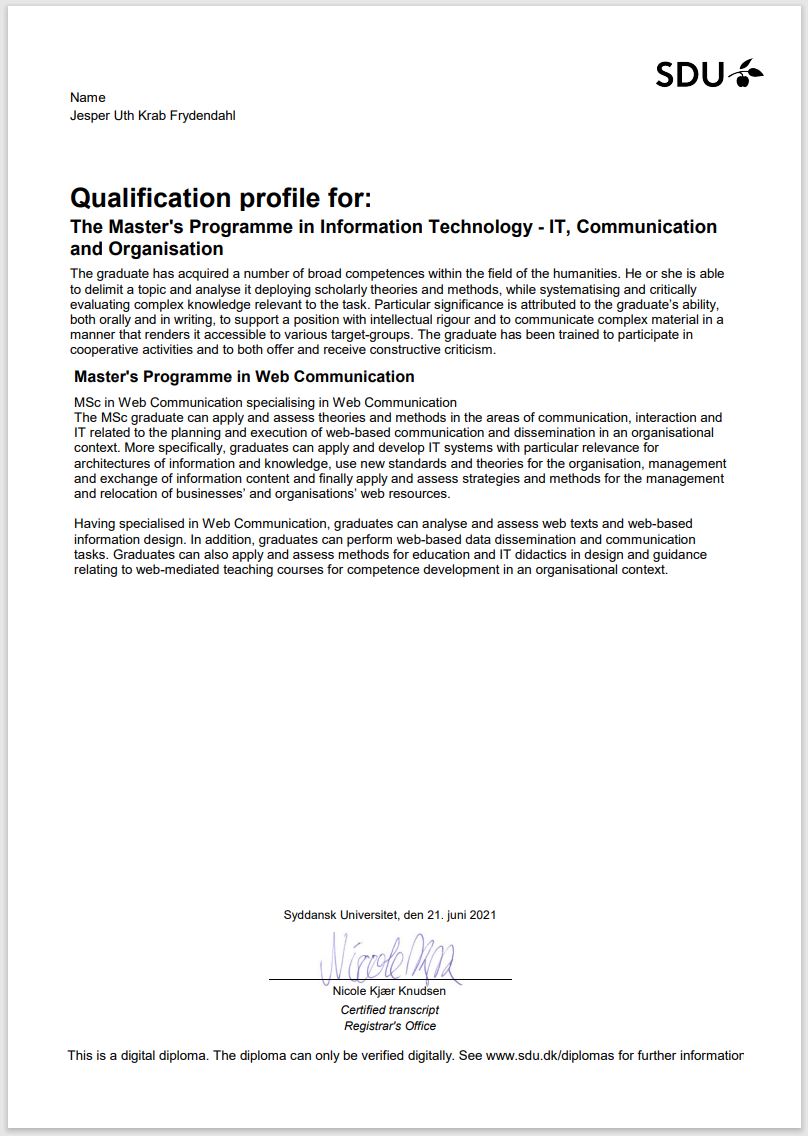 SDU
Name
Jesper Uth Krab Frydendahl
Qualification profile for:
The Master's Programme in Information Technology - IT, Communication
and Organisation
The graduate has acquired a number of broad competences within the field of the humanities. He or she is able
to delimit a topic and analyse it deploying scholarly theories and methods, while systematising and critically
evaluating complex knowledge relevant to the task. Particular significance is attributed to the graduate's ability,
both orally and in writing, to support a position with intellectual rigour and to communicate complex material in a
manner that renders it accessible to various target-groups. The graduate has been trained to participate in
cooperative activities and to both offer and receive constructive criticism.
Master's Programme in Web Communication
MSc in Web Communication specialising in Web Communication
The MSc graduate can apply and assess theories and methods in the areas of communication, interaction and
IT related to the planning and execution of web-based communication and dissemination in an organisational
context. More specifically, graduates can apply and develop IT systems with particular relevance for
architectures of information and knowledge, use new standards and theories for the organisation, management
and exchange of information content and finally apply and assess strategies and methods for the management
and relocation of businesses' and organisations' web resources.
Having specialised in Web Communication, graduates can analyse and assess web texts and web-based
information design. In addition, graduates can perform web-based data dissemination and communication
tasks. Graduates can also apply and assess methods for education and IT didactics in design and guidance
relating to web-mediated teaching courses for competence development in an organisational context.
Syddansk Universitet, den 21. juni 2021
Nicole Kjær Knudsen
Certified transcript
Registrar's Office
This is a digital diploma. The diploma can only be verified digitally. See www.sdu.dk/diplomas for further information